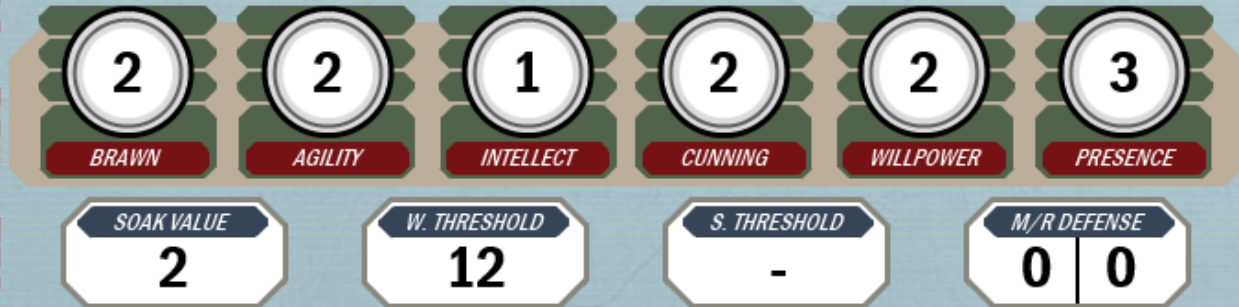 2 2 1 2 2 3
BRAWN AGILITY INTELLECT CUNNING WILLPOWER PRESENCE
SOAK VALUE W. THRESHOLD S. THRESHOLD M/R DEFENSE
2 12 - 0 0